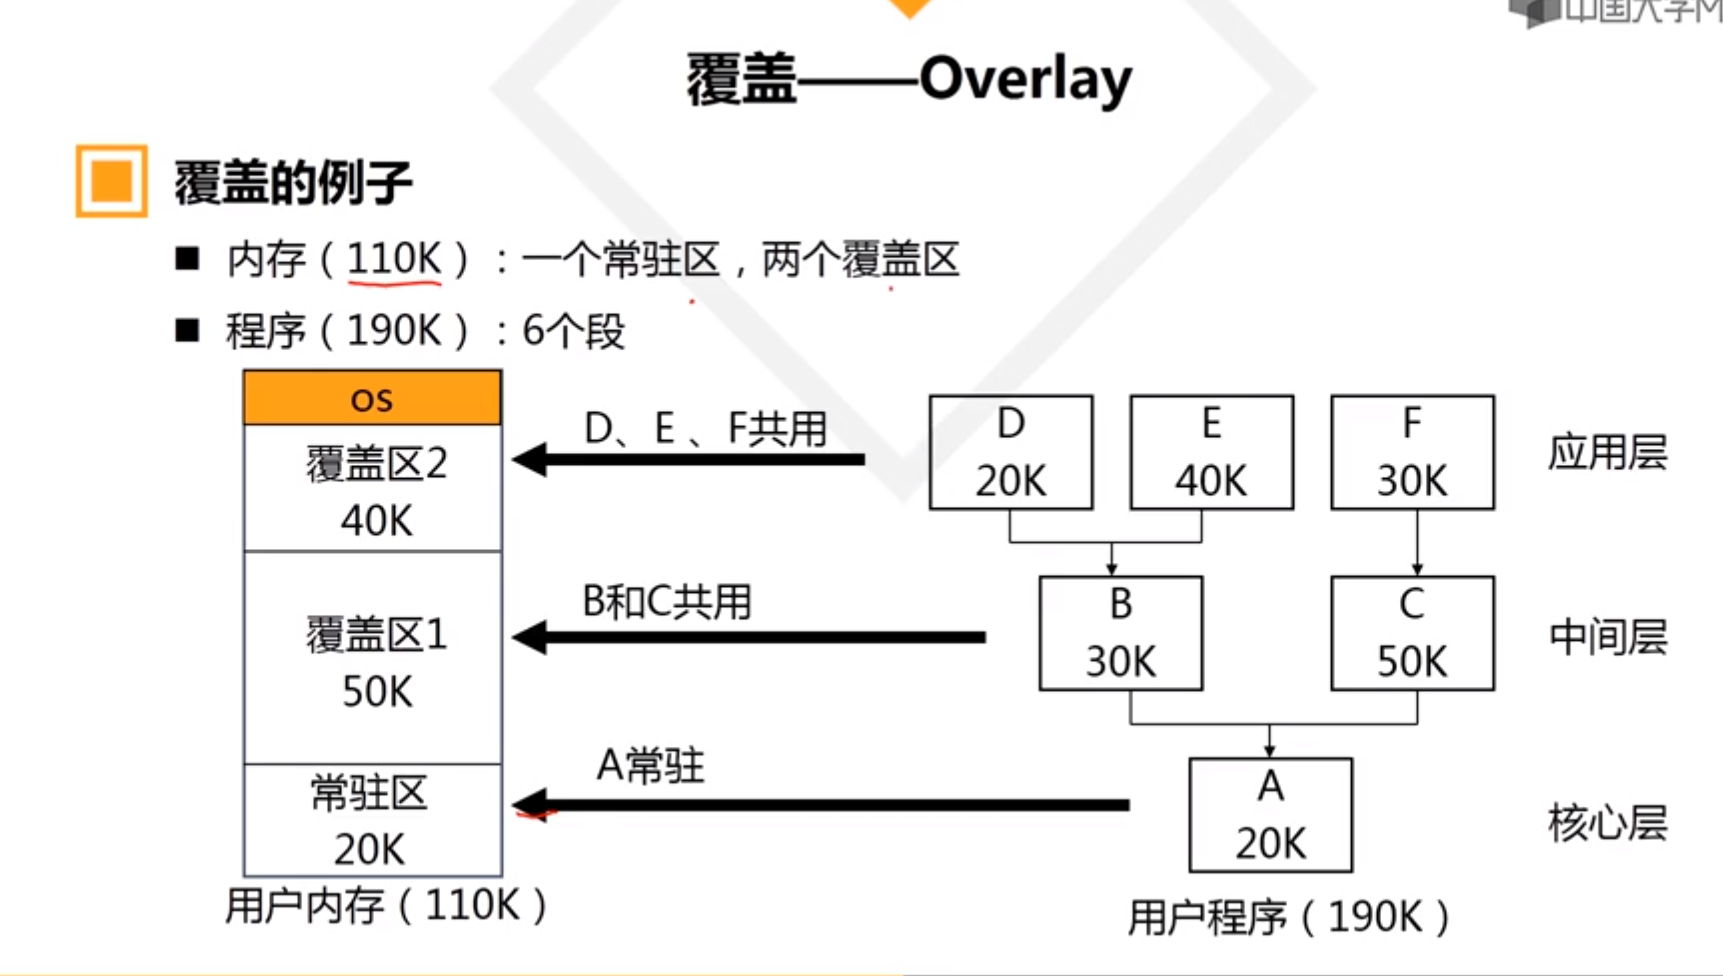 中国大学M
覆盖——Overlay
覆盖的例子
■ 内存（110K）：一个常驻区，两个覆盖区
■ 程序（190K）：6个段
os
覆盖区2
40K
覆盖区1
50K
常驻区
20K
用户内存（110K）
D、E 、F共用
B和C共用
A常驻
D
20K
E
40K
F
30K
应用层
B
30K
C
50K
中间层
A
20K
核心层
用户程序（190K）